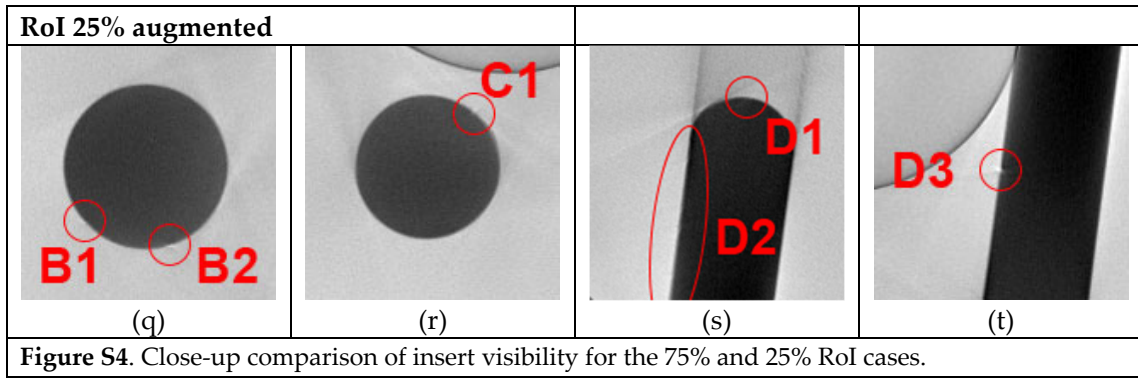 RoI 25% augmented
B1 B2
C1
D1
D2
D3
(q) (r) (s) (t)
Figure S4. Close-up comparison of insert visibility for the 75% and 25% RoI cases.